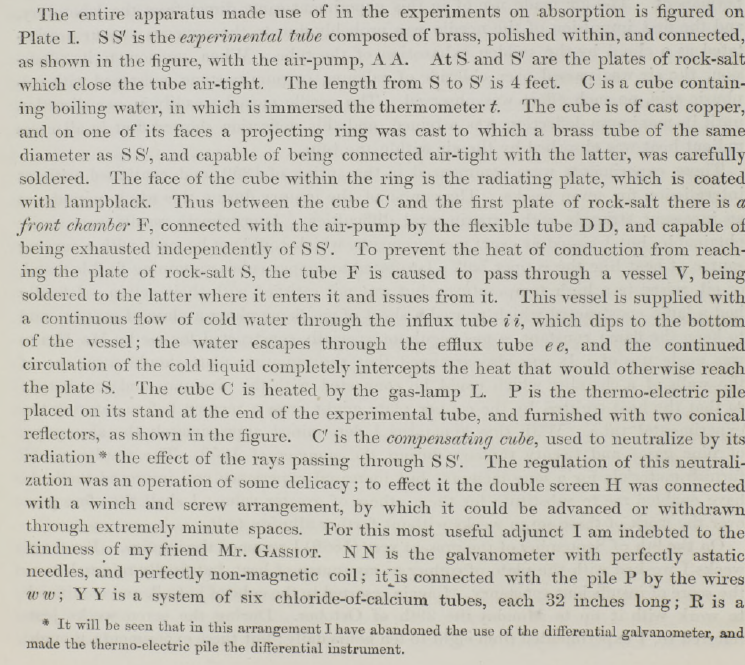 The entire apparatus made use of in the experiments on absorption is figured on
Plate I. S S′ is the experimental tube composed of brass, polished within, and connected,
as shown in the figure, with the air-pump, A A. At S and S′ are the plates of rock-salt
which close the tube air-tight. The length from S to S′ is 4 feet. C is a cube contain-
ing boiling water, in which is immersed the thermometer t. The cube is of cast copper,
and on one of its faces a projecting ring was cast to which a brass tube of the same
diameter as S S′, and capable of being connected air-tight with the latter, was carefully
soldered. The face of the cube within the ring is the radiating plate, which is coated
with lampblack. Thus between the cube C and the first plate of rock-salt there is a
front chamber F, connected with the air-pump by the flexible tube D D, and capable of
being exhausted independently of S S′. To prevent the heat of conduction from reach-
ing the plate of rock-salt S, the tube F is caused to pass through a vessel V, being
soldered to the latter where it enters it and issues from it. This vessel is supplied with
a continuous flow of cold water through the influx tube i i, which dips to the bottom
of the vessel; the water escapes through the efflux tube e e, and the continued
circulation of the cold liquid completely intercepts the heat that would otherwise reach
the plate S. The cube C is heated by the gas-lamp L. P is the thermo-electric pile
placed on its stand at the end of the experimental tube, and furnished with two conical
reflectors, as shown in the figure. C′ is the compensating cube, used to neutralize by its
radiation* the effect of the rays passing through S S′. The regulation of this neutrali-
zation was an operation of some delicacy; to effect it the double screen H was connected
with a winch and screw arrangement, by which it could be advanced or withdrawn
through extremely minute spaces. For this most useful adjunct I am indebted to the
kindness of my friend Mr. GASSIOT. N N is the galvanometer with perfectly astatic
needles, and perfectly non-magnetic coil; it is connected with the pile P by the wires
w w; Y Y is a system of six chloride-of-calcium tubes, each 32 inches long; R is a
* It will be seen that in this arrangement I have abandoned the use of the differential galvanometer, and
made the thermo-electric pile the differential instrument.